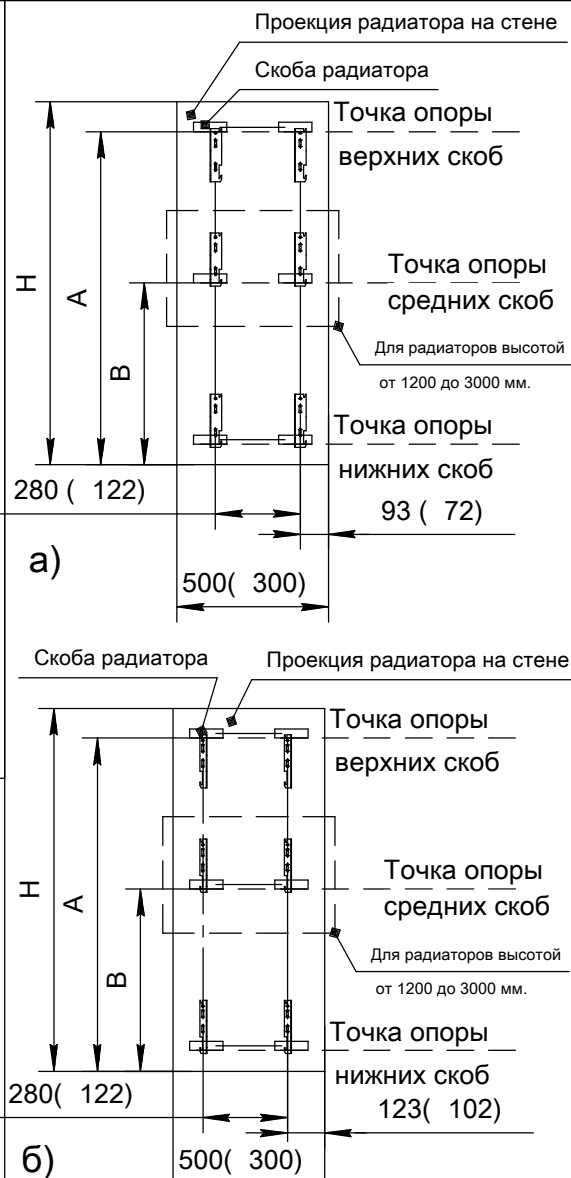 Проекция радиатора на стене
Скоба радиатора
Точка опоры
верхних скоб
H
A
Точка опоры
средних скоб
B
Для радиаторов высотой
от 1200 до 3000 мм.
Точка опоры
нижних скоб
280 ( 122)
93 ( 72)
а)
500( 300)
Скоба радиатора
Проекция радиатора на стене
Точка опоры
верхних скоб
H
A
Точка опоры
средних скоб
B
Для радиаторов высотой
от 1200 до 3000 мм.
Точка опоры
нижних скоб
280( 122)
123( 102)
б)
500( 300)